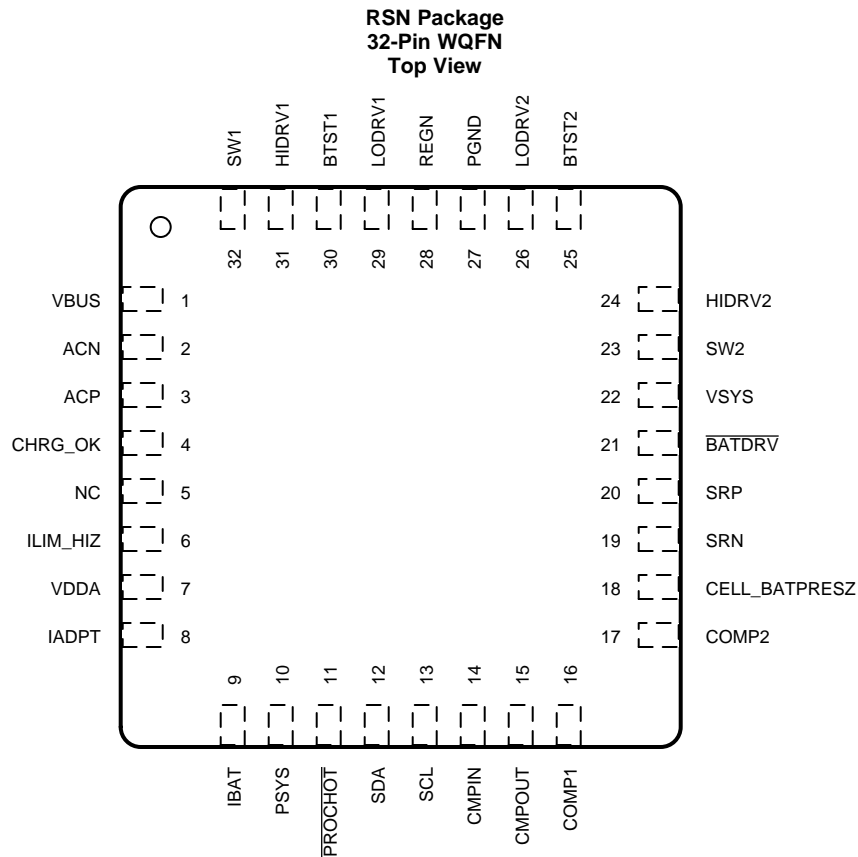 RSN Package
32-Pin WQFN
Top View
SW1
HIDRV1
BTST1
LODRV1
REGN
PGND
LODRV2
BTST2
32
31
30
29
28
27
26
25
VBUS 1
ACN 2
ACP 3
CHRG_OK 4
NC 5
ILIM_HIZ 6
VDDA 7
IADPT 8
24 HIDRV2
23 SW2
22 VSYS
21 BATDRV
20 SRP
19 SRN
18 CELL_BATPRESZ
17 COMP2
9
10
11
12
13
14
15
16
IBAT
PSYS
PROCHOT
SDA
SCL
CMPIN
CMPOUT
COMP1